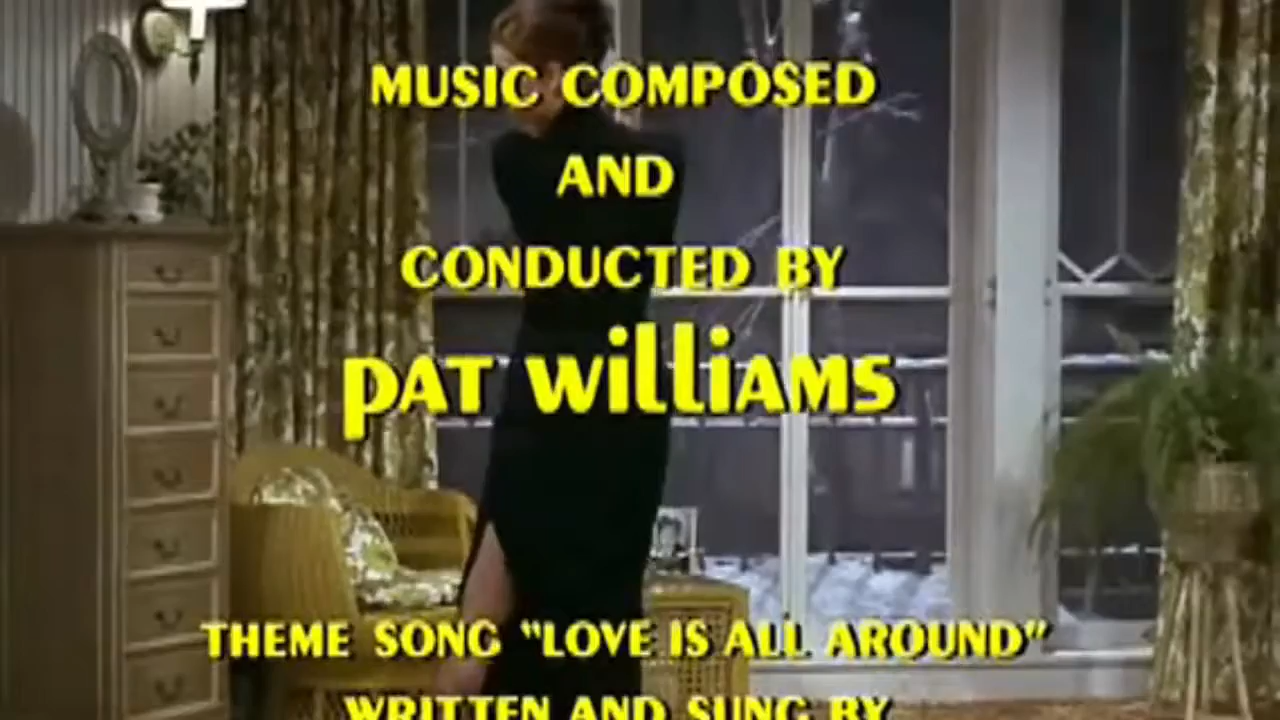 MUSIC COMPOSED
AND
CONDUCTED BY
PAT WILLIAMS
THEME SONG "LOVE IS ALL AROUND"
WRITTEN AND SUNG BY